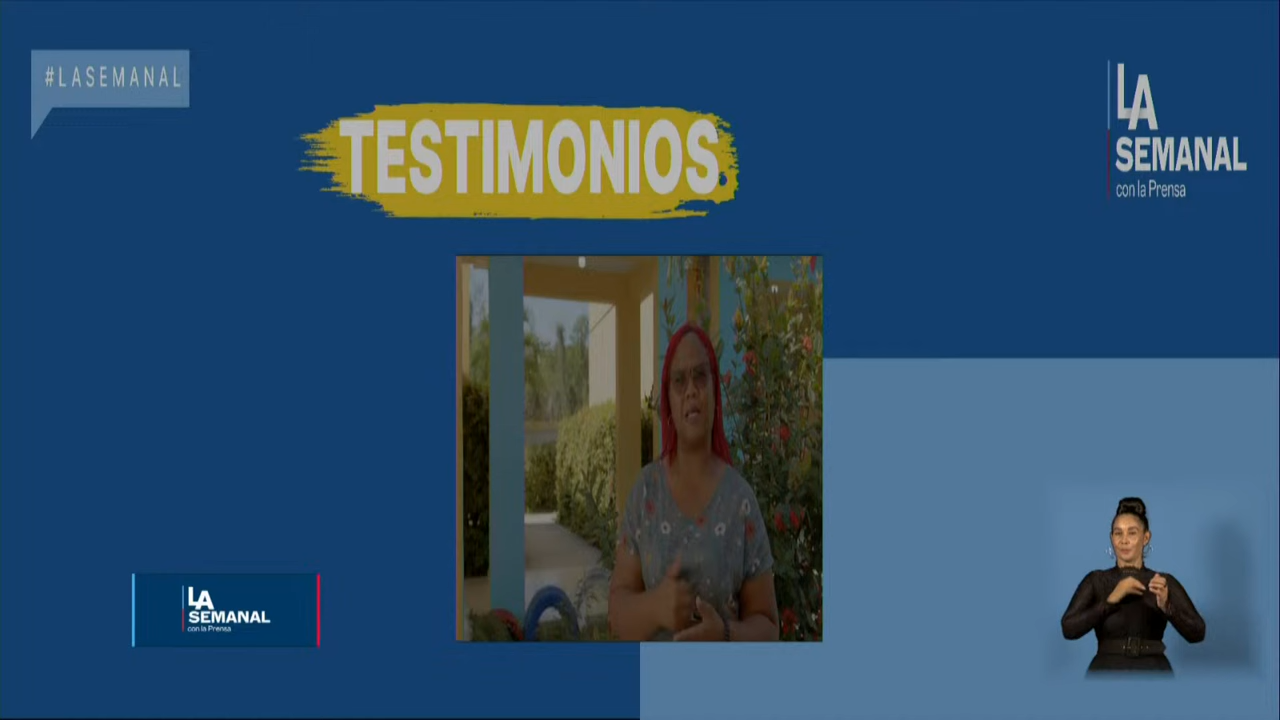 #LASEMANAL
TESTIMONIOS
LA
SEMANAL
con la Prensa
LA
SEMANAL
con la Prensa